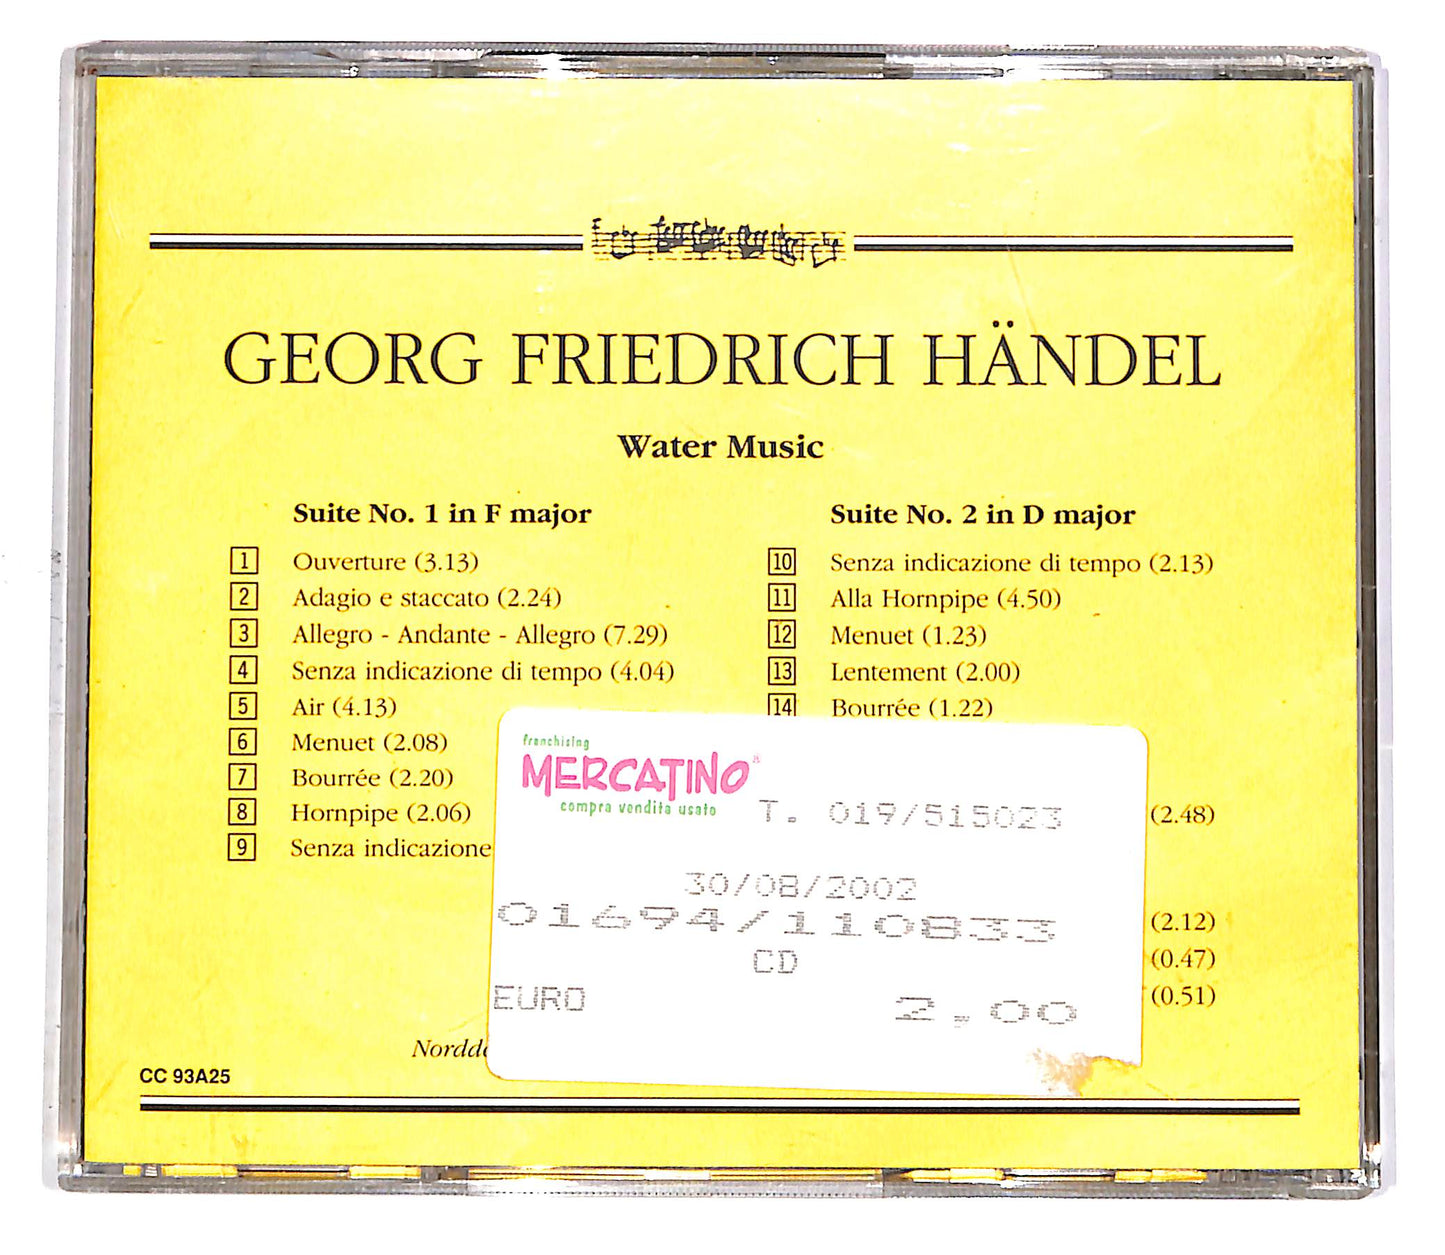 GEORG FRIEDRICH HÄNDEL
Water Music
Suite No. 1 in F major
1 Ouverture (3.13)
2 Adagio e staccato (2.24)
3 Allegro - Andante - Allegro (7.29)
4 Senza indicazione di tempo (4.04)
5 Air (4.13)
6 Menuet (2.08)
7 Bourrée (2.20)
8 Hornpipe (2.06)
9 Senza indicazione
Suite No. 2 in D major
10 Senza indicazione di tempo (2.13)
11 Alla Hornpipe (4.50)
12 Menuet (1.23)
13 Lentement (2.00)
14 Bourrée (1.22)
(2.48)
(2.12)
(0.47)
(0.51)
franchising
MERCATINO®
compra vendita usato
T. 019/515023
30/08/2002
01694/110833
CD
EURO 2,00
CC 93A25